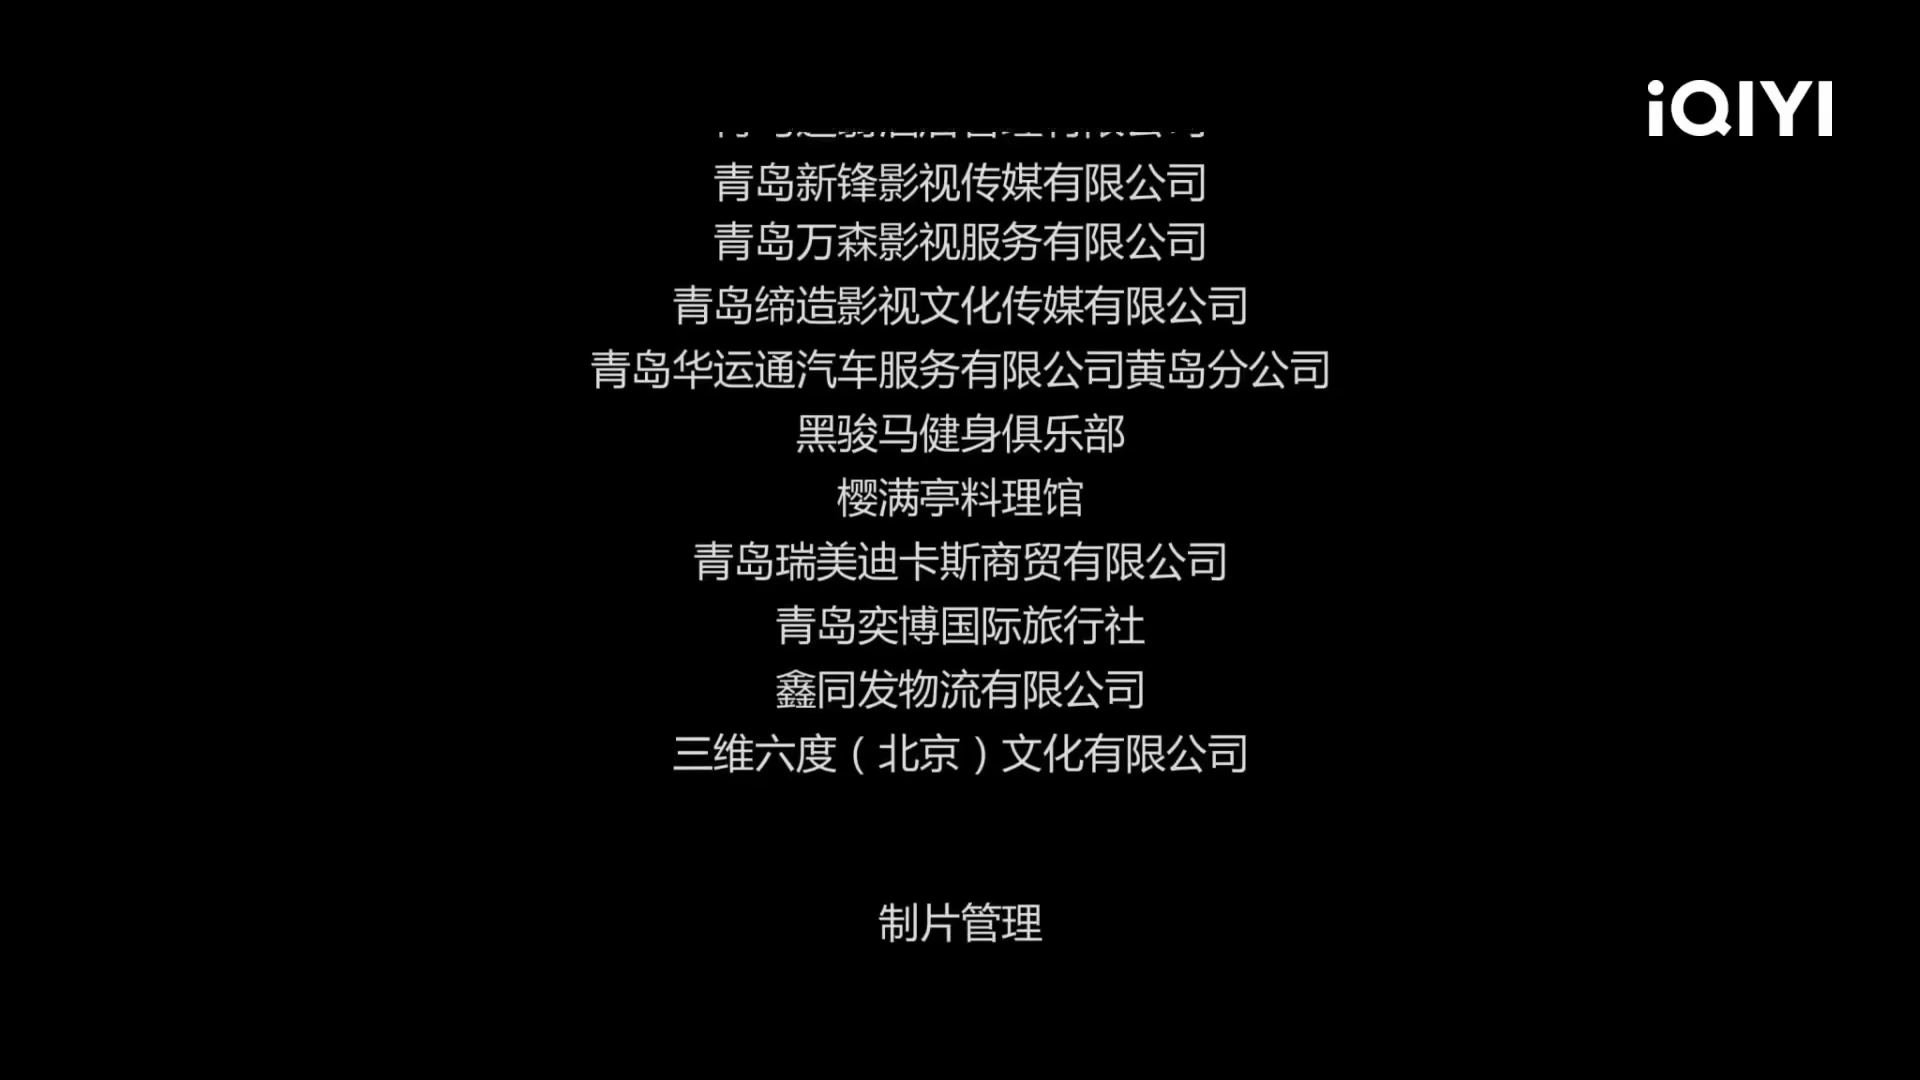 iQIYI
青岛新锋影视传媒有限公司
青岛万森影视服务有限公司
青岛缔造影视文化传媒有限公司
青岛华运通汽车服务有限公司黄岛分公司
黑骏马健身俱乐部
樱满亭料理馆
青岛瑞美迪卡斯商贸有限公司
青岛奕博国际旅行社
鑫同发物流有限公司
三维六度（北京）文化有限公司
制片管理